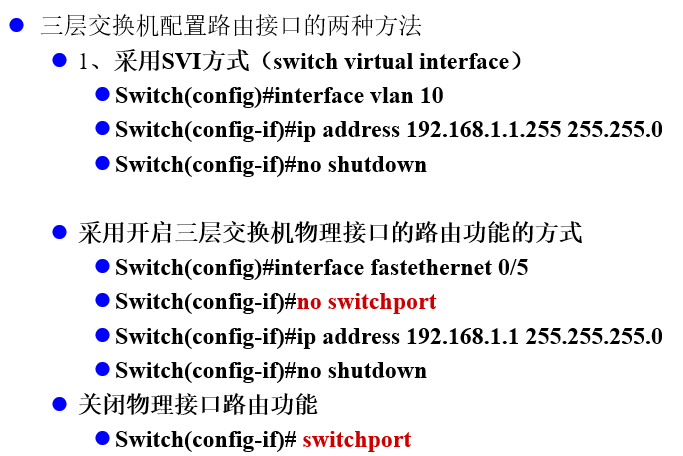 三层交换机配置路由接口的两种方法
1、采用SVI方式（switch virtual interface）
Switch(config)#interface vlan 10
Switch(config-if)#ip address 192.168.1.1.255 255.255.0
Switch(config-if)#no shutdown
采用开启三层交换机物理接口的路由功能的方式
Switch(config)#interface fastethernet 0/5
Switch(config-if)#no switchport
Switch(config-if)#ip address 192.168.1.1 255.255.255.0
Switch(config-if)#no shutdown
关闭物理接口路由功能
Switch(config-if)# switchport